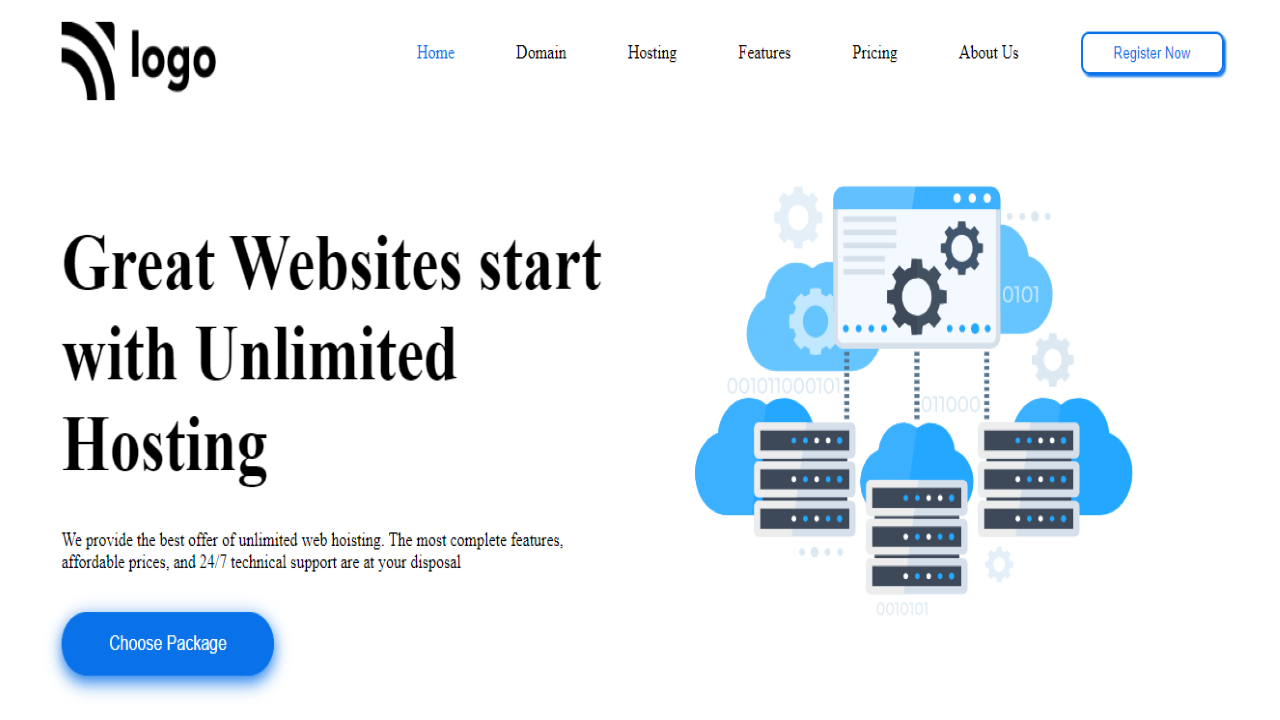 logo
Home Domain Hosting Features Pricing About Us Register Now
Great Websites start
with Unlimited
Hosting
We provide the best offer of unlimited web hoisting. The most complete features,
affordable prices, and 24/7 technical support are at your disposal
Choose Package
0101
001011000101
011000
0010101